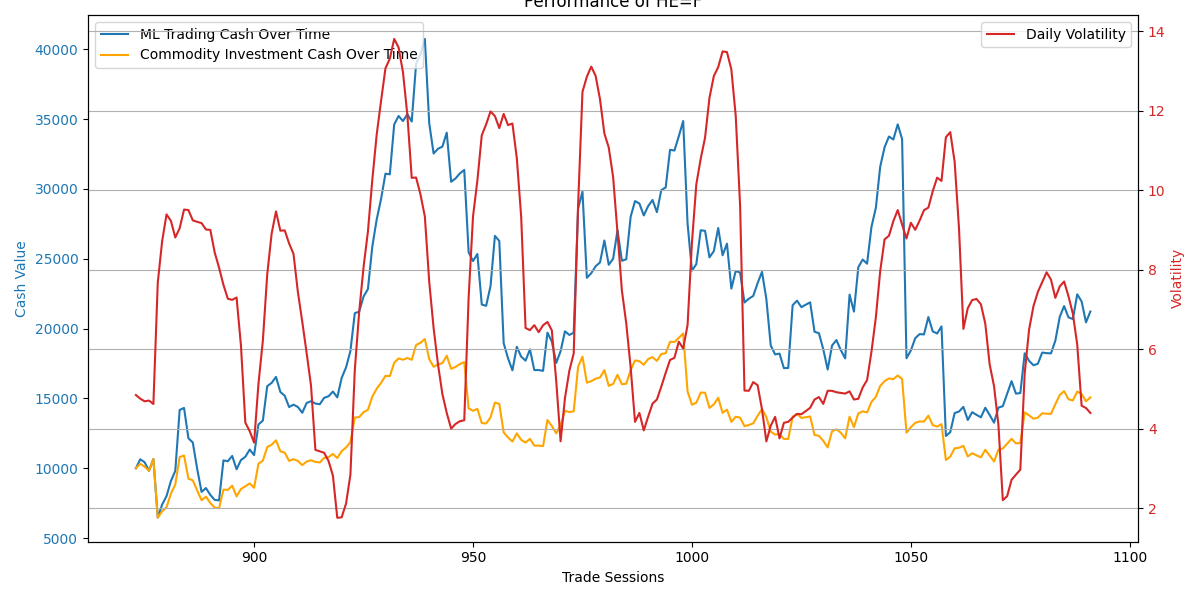 Performance of HE=F
ML Trading Cash Over Time
Commodity Investment Cash Over Time
Daily Volatility
40000
35000
30000
25000
20000
15000
10000
5000
Cash Value
14
12
10
8
6
4
2
Volatility
900
950
1000
1050
1100
Trade Sessions